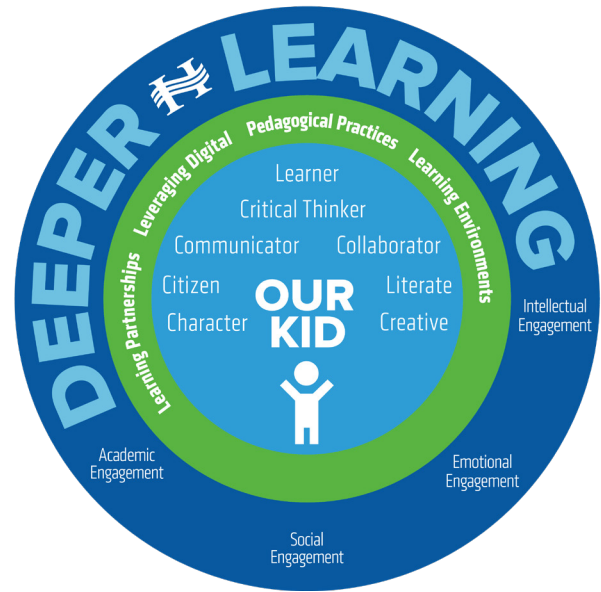 DEEPER LEARNING
Learning Partnerships
Leveraging Digital
Pedagogical Practices
Learning Environments
Learner
Critical Thinker
Communicator
Collaborator
Citizen
Literate
Character
Creative
OUR
KID
Intellectual
Engagement
Academic
Engagement
Emotional
Engagement
Social
Engagement